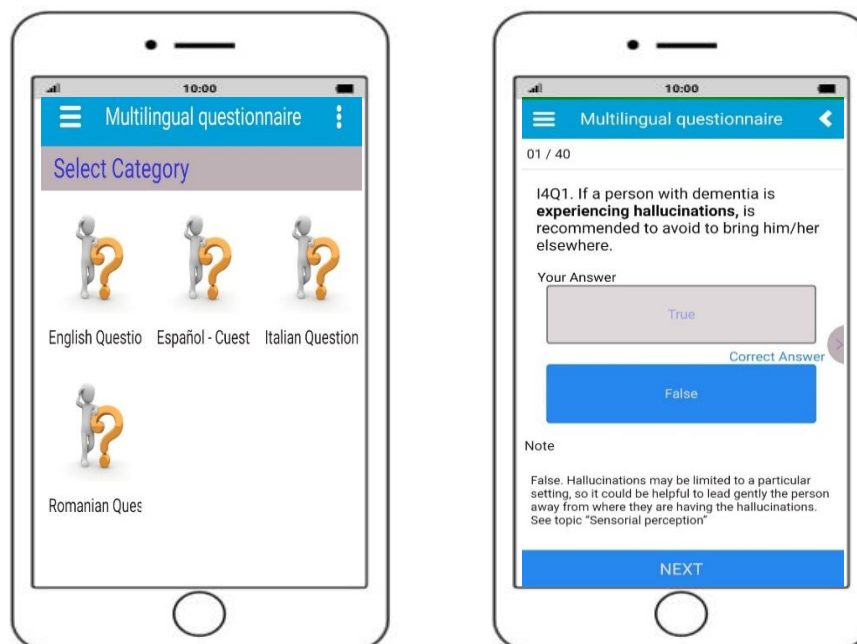 10:00
Multilingual questionnaire
Select Category
English Questio
Español - Cuest
Italian Question
Romanian Ques
10:00
Multilingual questionnaire
01 / 40
I4Q1. If a person with dementia is
experiencing hallucinations, is
recommended to avoid to bring him/her
elsewhere.
Your Answer
True
Correct Answer
False
Note
False. Hallucinations may be limited to a particular
setting, so it could be helpful to lead gently the person
away from where they are having the hallucinations.
See topic "Sensorial perception"
NEXT